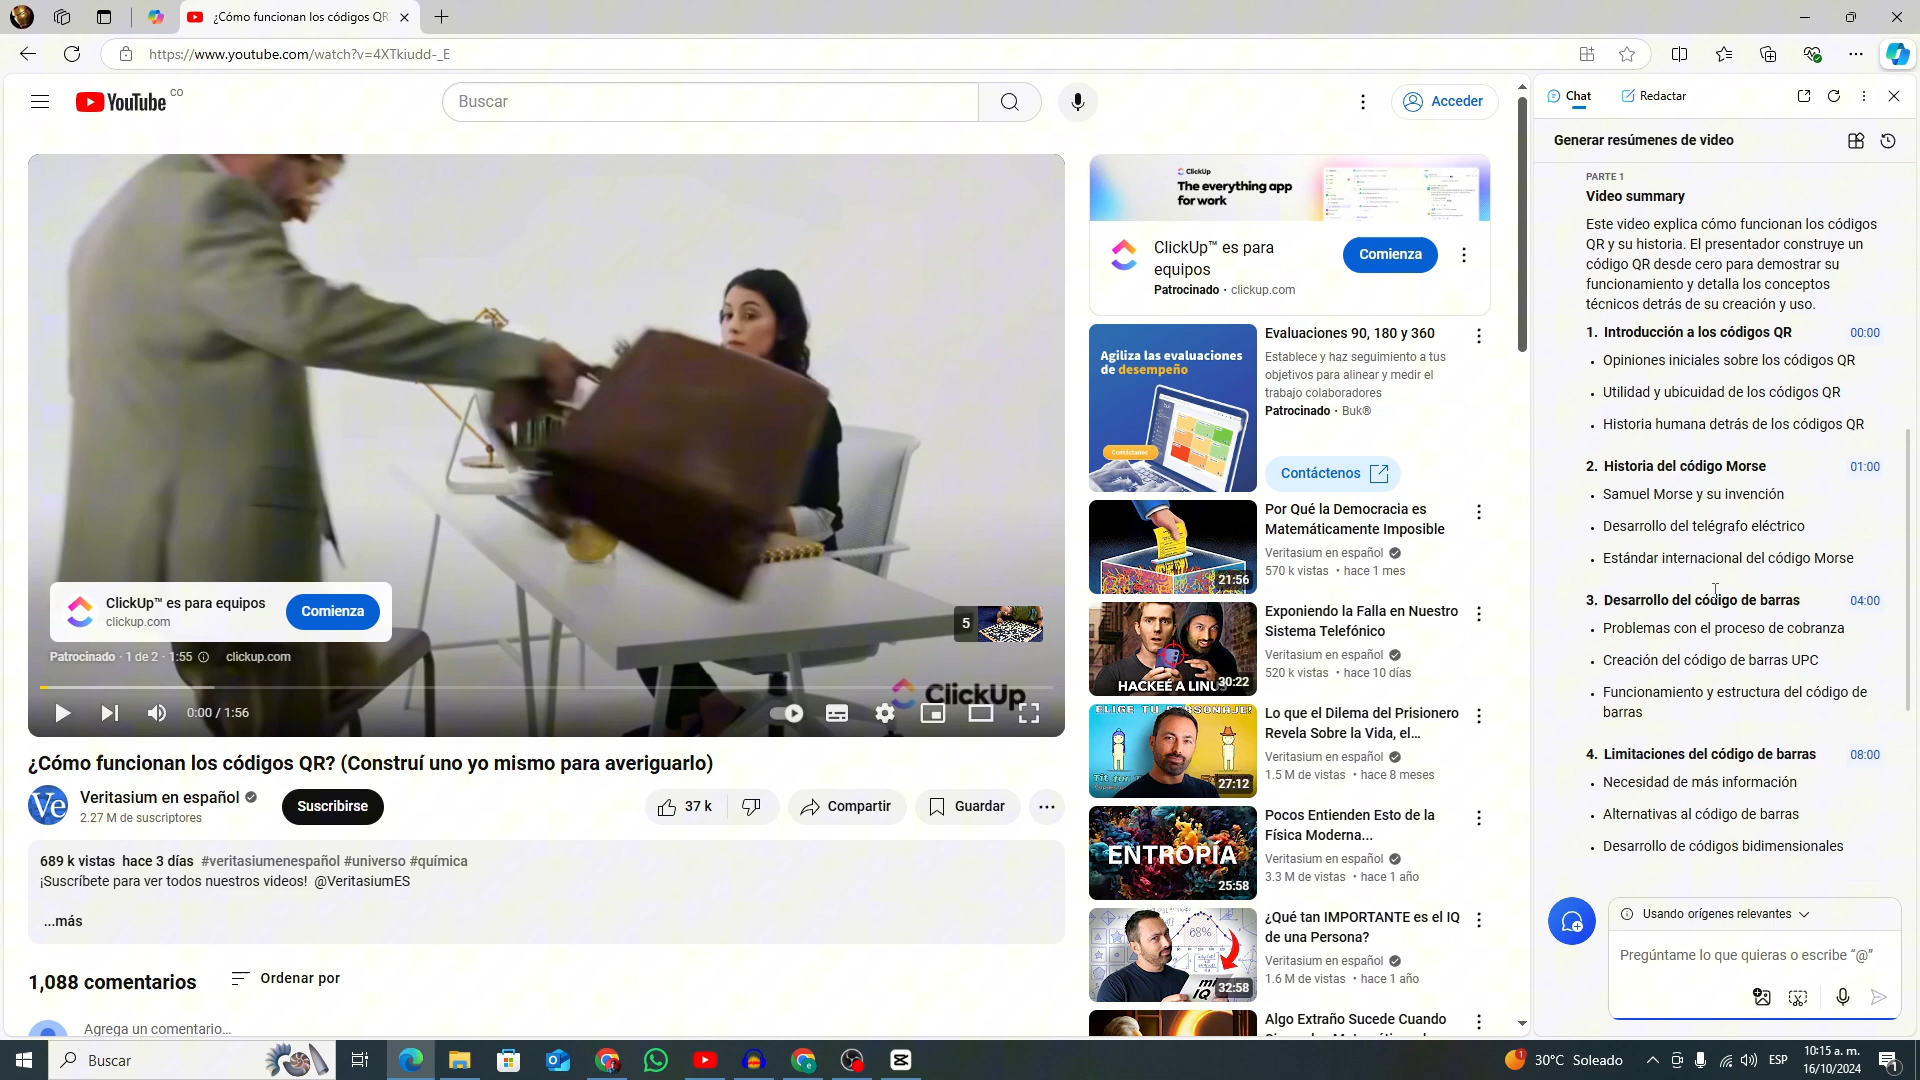 ¿Cómo funcionan los códigos QR
https://www.youtube.com/watch?v=4XTkiudd-_E
YouTube CO
Buscar
Acceder
ClickUp
The everything app
for work
ClickUp™ es para
equipos
Patrocinado · clickup.com
Comienza
Agiliza las evaluaciones
de desempeño
Contáctanos
Evaluaciones 90, 180 y 360
Establece y haz seguimiento a tus
objetivos para alinear y medir el
trabajo colaboradores
Patrocinado · Buk®
Contáctenos
21:56
Por Qué la Democracia es
Matemáticamente Imposible
Veritasium en español
570 k vistas • hace 1 mes
HACKEÉ A LINU
30:22
Exponiendo la Falla en Nuestro
Sistema Telefónico
Veritasium en español
520 k vistas • hace 10 días
ELIGE TU PERSONAJE!
27:12
Lo que el Dilema del Prisionero
Revela Sobre la Vida, el...
Veritasium en español
1.5 M de vistas • hace 8 meses
ENTROPÍA
25:58
Pocos Entienden Esto de la
Física Moderna...
Veritasium en español
3.3 M de vistas • hace 1 año
68%
mi
IQ
32:58
¿Qué tan IMPORTANTE es el IQ
de una Persona?
Veritasium en español
1.6 M de vistas • hace 1 año
Algo Extraño Sucede Cuando
ClickUp™ es para equipos
clickup.com
Comienza
5
Patrocinado · 1 de 2 · 1:55
clickup.com
ClickUp
0:00 / 1:56
¿Cómo funcionan los códigos QR? (Construí uno yo mismo para averiguarlo)
Ve
Veritasium en español
2.27 M de suscriptores
Suscribirse
37 k
Compartir
Guardar
689 k vistas hace 3 días #veritasiumenespañol #universo #química
¡Suscríbete para ver todos nuestros videos! @VeritasiumES
...más
1,088 comentarios
Ordenar por
Agrega un comentario...
Chat
Redactar
Generar resúmenes de video
PARTE 1
Video summary
Este video explica cómo funcionan los códigos
QR y su historia. El presentador construye un
código QR desde cero para demostrar su
funcionamiento y detalla los conceptos
técnicos detrás de su creación y uso.
1. Introducción a los códigos QR 00:00
• Opiniones iniciales sobre los códigos QR
• Utilidad y ubicuidad de los códigos QR
• Historia humana detrás de los códigos QR
2. Historia del código Morse 01:00
• Samuel Morse y su invención
• Desarrollo del telégrafo eléctrico
• Estándar internacional del código Morse
3. Desarrollo del código de barras 04:00
• Problemas con el proceso de cobranza
• Creación del código de barras UPC
• Funcionamiento y estructura del código de
barras
4. Limitaciones del código de barras 08:00
• Necesidad de más información
• Alternativas al código de barras
• Desarrollo de códigos bidimensionales
Usando orígenes relevantes
Pregúntame lo que quieras o escribe “@”
Buscar
1
30°C Soleado
ESP
10:15 a. m.
16/10/2024
1